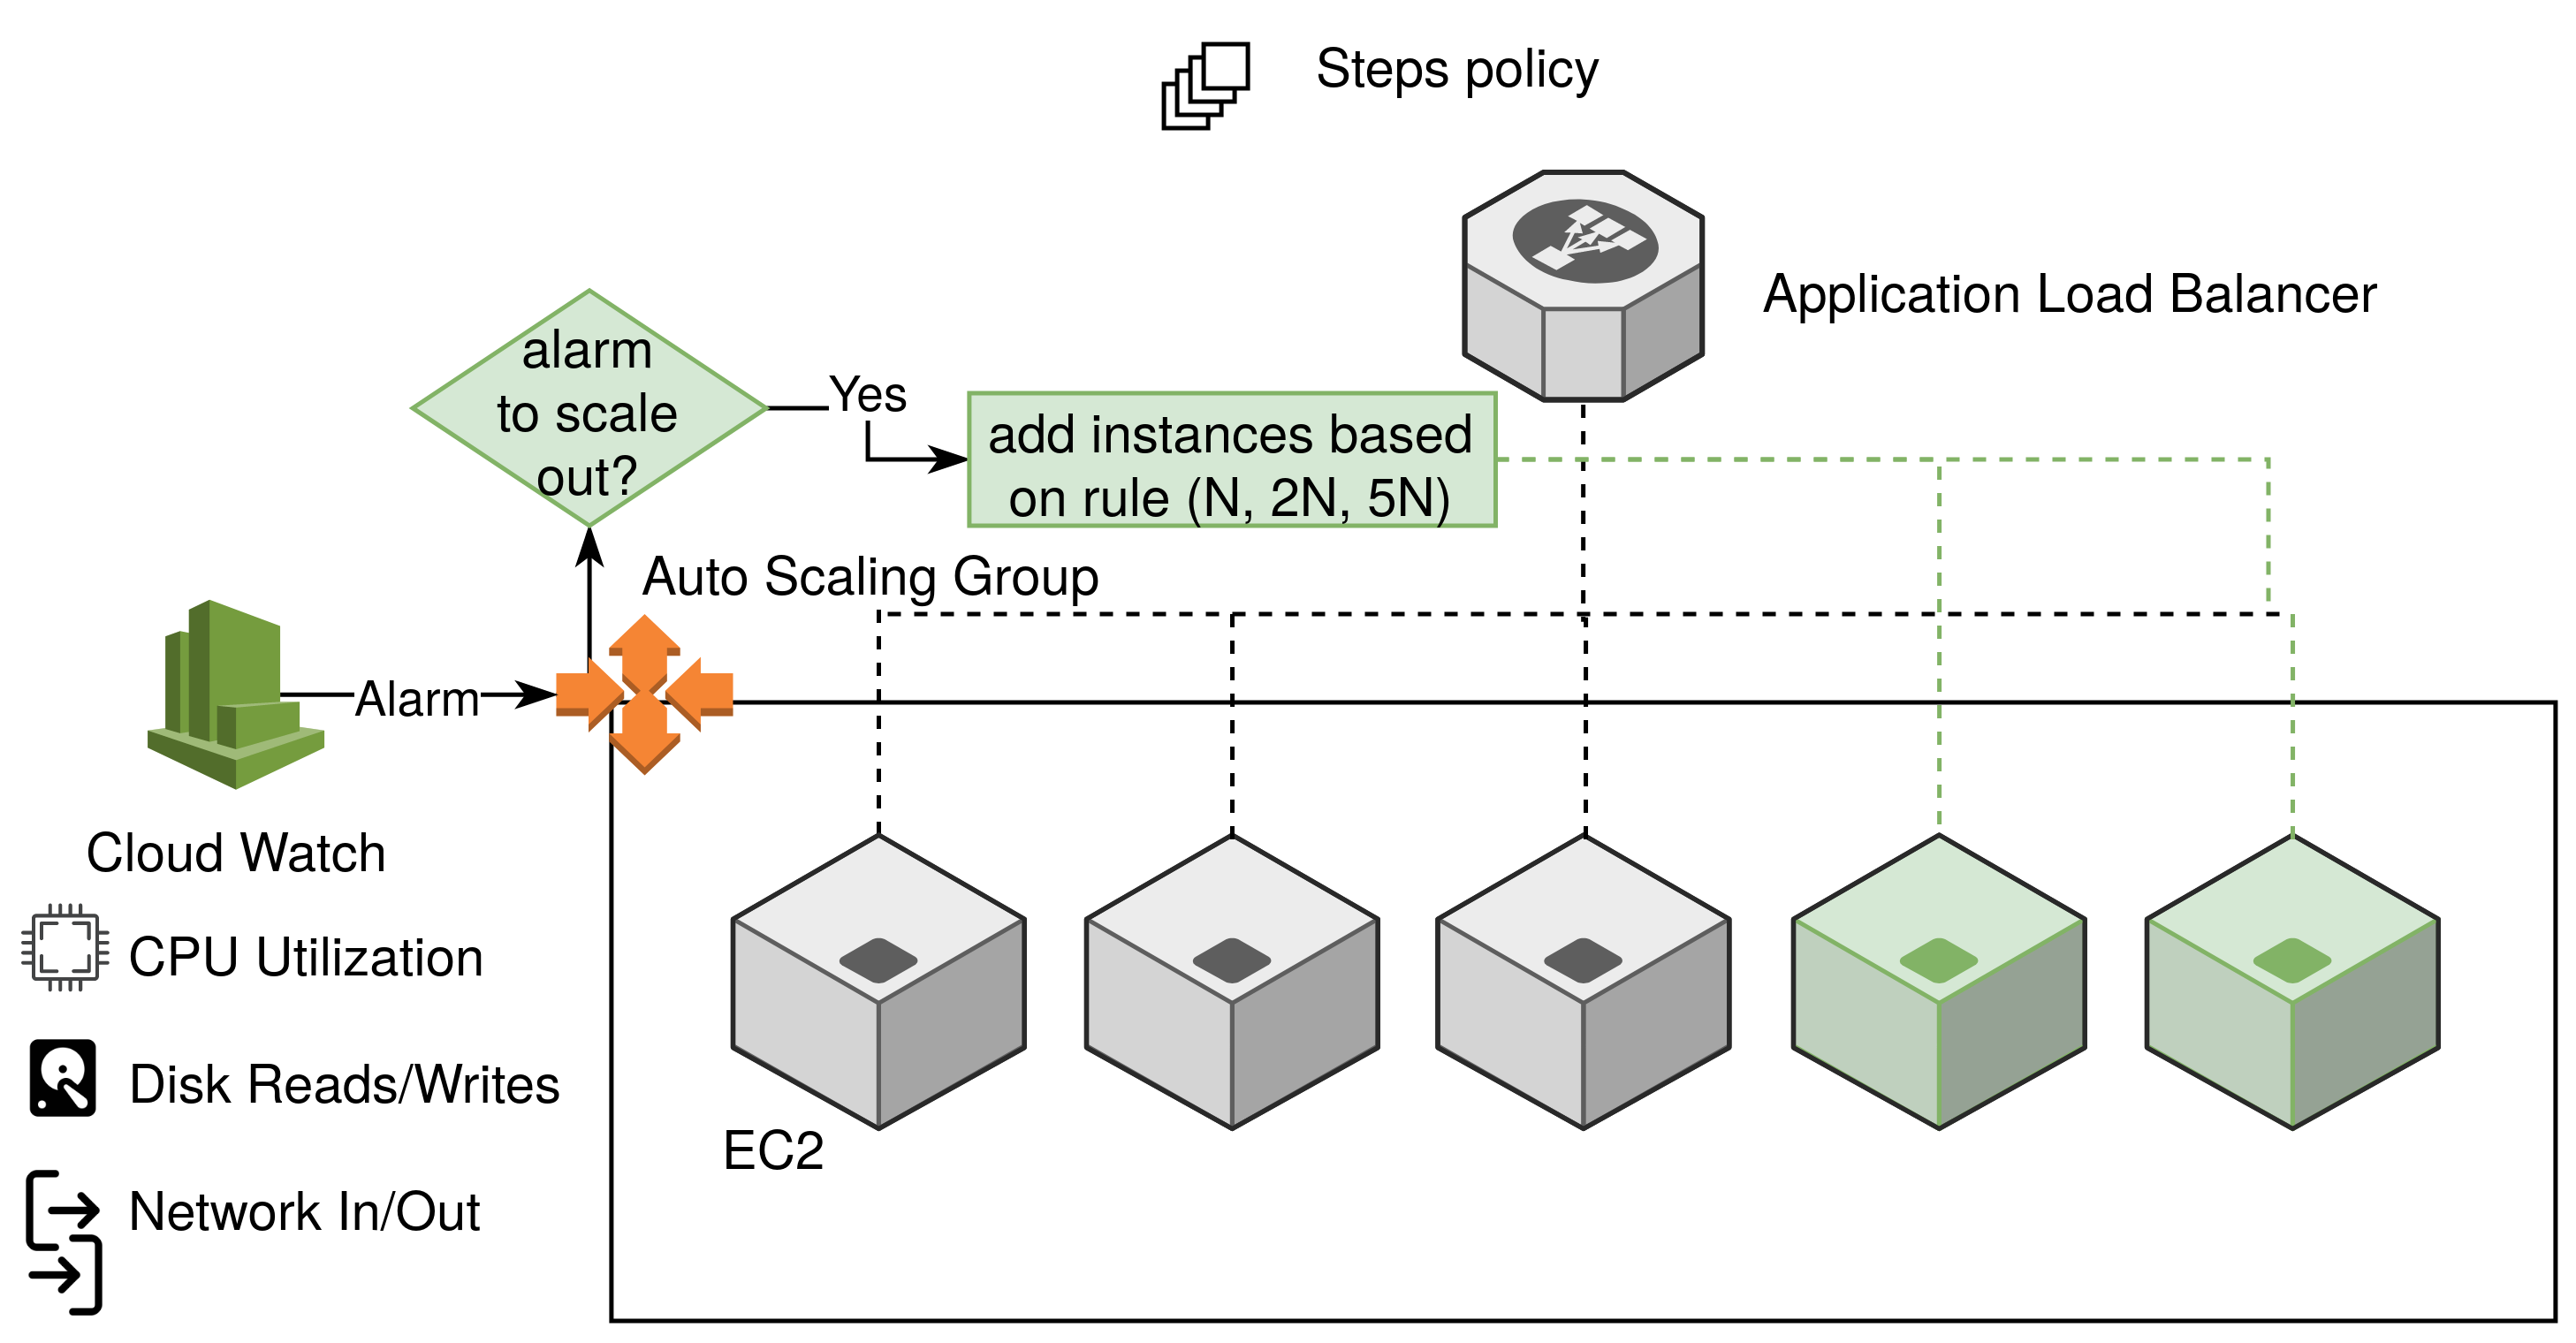 Steps policy
Application Load Balancer
alarm
to scale
out?
Yes
add instances based
on rule (N, 2N, 5N)
Auto Scaling Group
Alarm
Cloud Watch
CPU Utilization
Disk Reads/Writes
EC2
Network In/Out